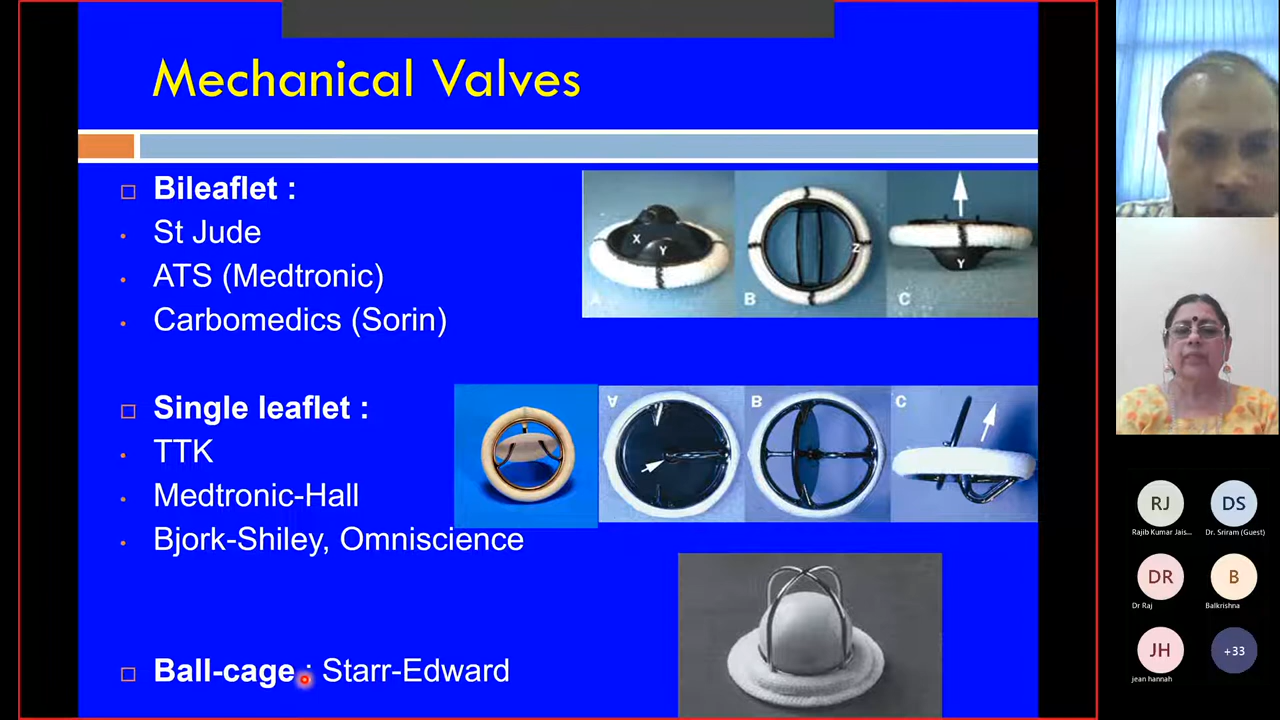 Mechanical Valves
Bileaflet :
St Jude
ATS (Medtronic)
Carbomedics (Sorin)
X
Y
A
B
Z
C
Y
Single leaflet :
TTK
Medtronic-Hall
Bjork-Shiley, Omniscience
A
B
C
Ball-cage : Starr-Edward
RJ
DS
Rajib Kumar Jais...
Dr. Sriram (Guest)
DR
B
Dr Raj
Balkrishna
JH
+33
jean hannah